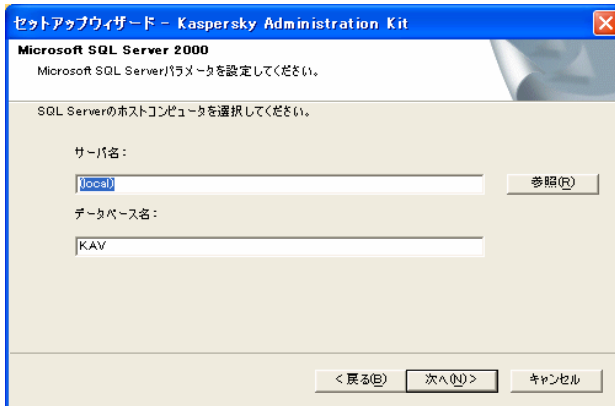 セットアップウィザード - Kaspersky Administration Kit
Microsoft SQL Server 2000
Microsoft SQL Serverパラメータを設定してください。
SQL Serverのホストコンピュータを選択してください。
サーバ名:
(local)
参照(R)
データベース名:
KAV
< 戻る(B)
次へ(N) >
キャンセル